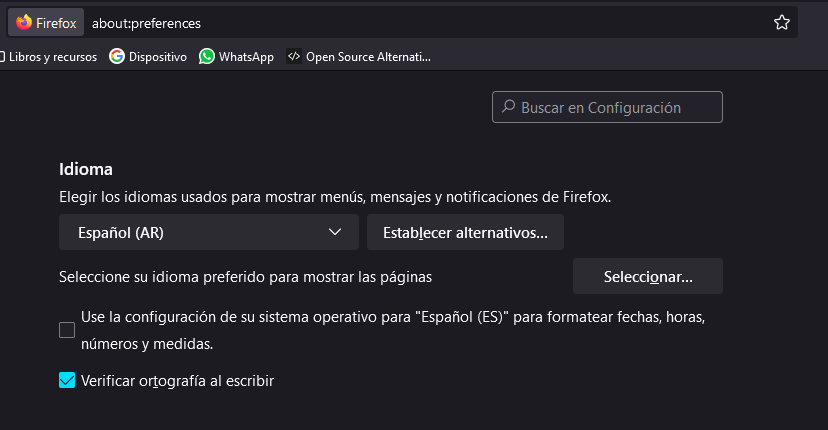 Firefox about:preferences
Libros y recursos Dispositivo WhatsApp Open Source Alternati...
Buscar en Configuración
Idioma
Elegir los idiomas usados para mostrar menús, mensajes y notificaciones de Firefox.
Español (AR) Establecer alternativos...
Seleccione su idioma preferido para mostrar las páginas Seleccionar...
Use la configuración de su sistema operativo para "Español (ES)" para formatear fechas, horas,
números y medidas.
Verificar ortografía al escribir